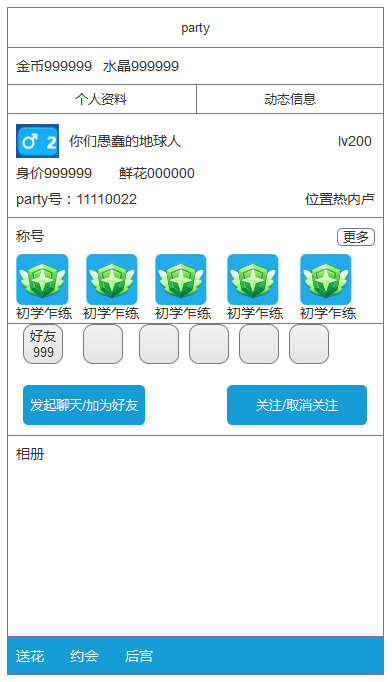 party
金币999999 水晶999999
个人资料 动态信息
♂ 2 你们愚蠢的地球人 lv200
身价999999 鲜花000000
party号：11110022 位置热内卢
称号 更多
初学乍练 初学乍练 初学乍练 初学乍练 初学乍练
好友
999
发起聊天/加为好友 关注/取消关注
相册
送花 约会 后宫